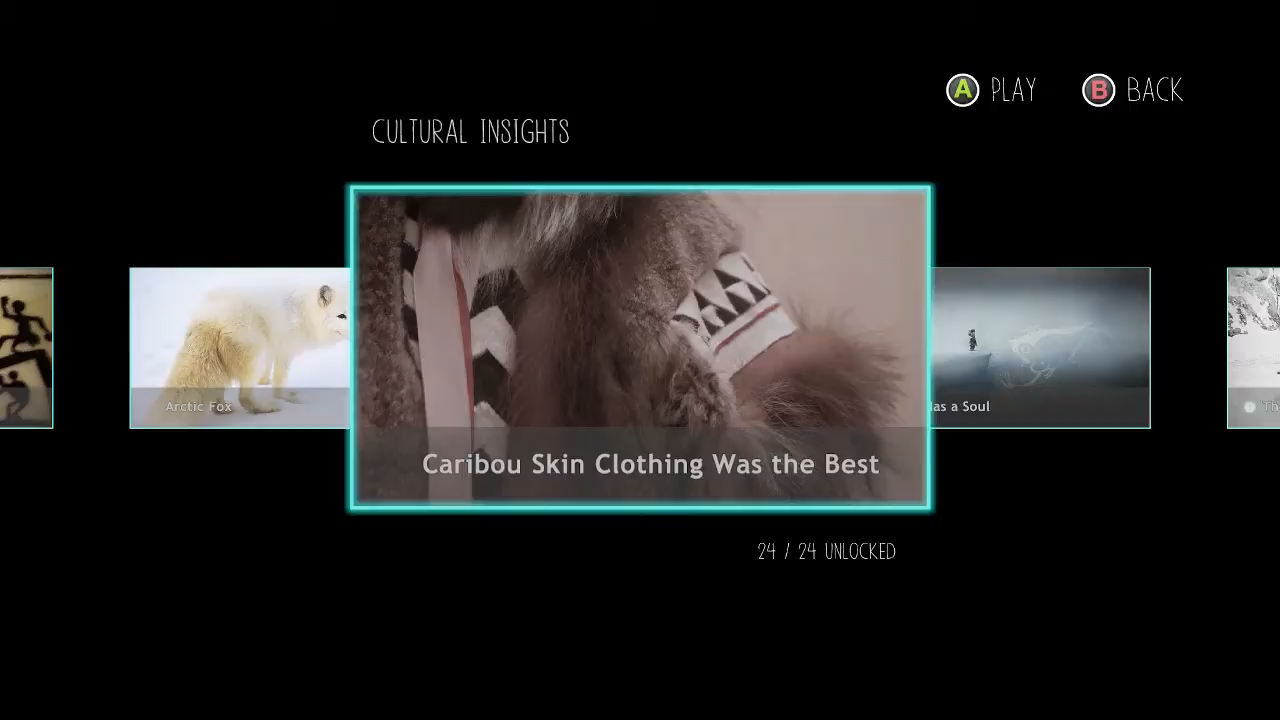 A PLAY B BACK
CULTURAL INSIGHTS
Arctic Fox
Caribou Skin Clothing Was the Best
as a Soul
24 / 24 UNLOCKED